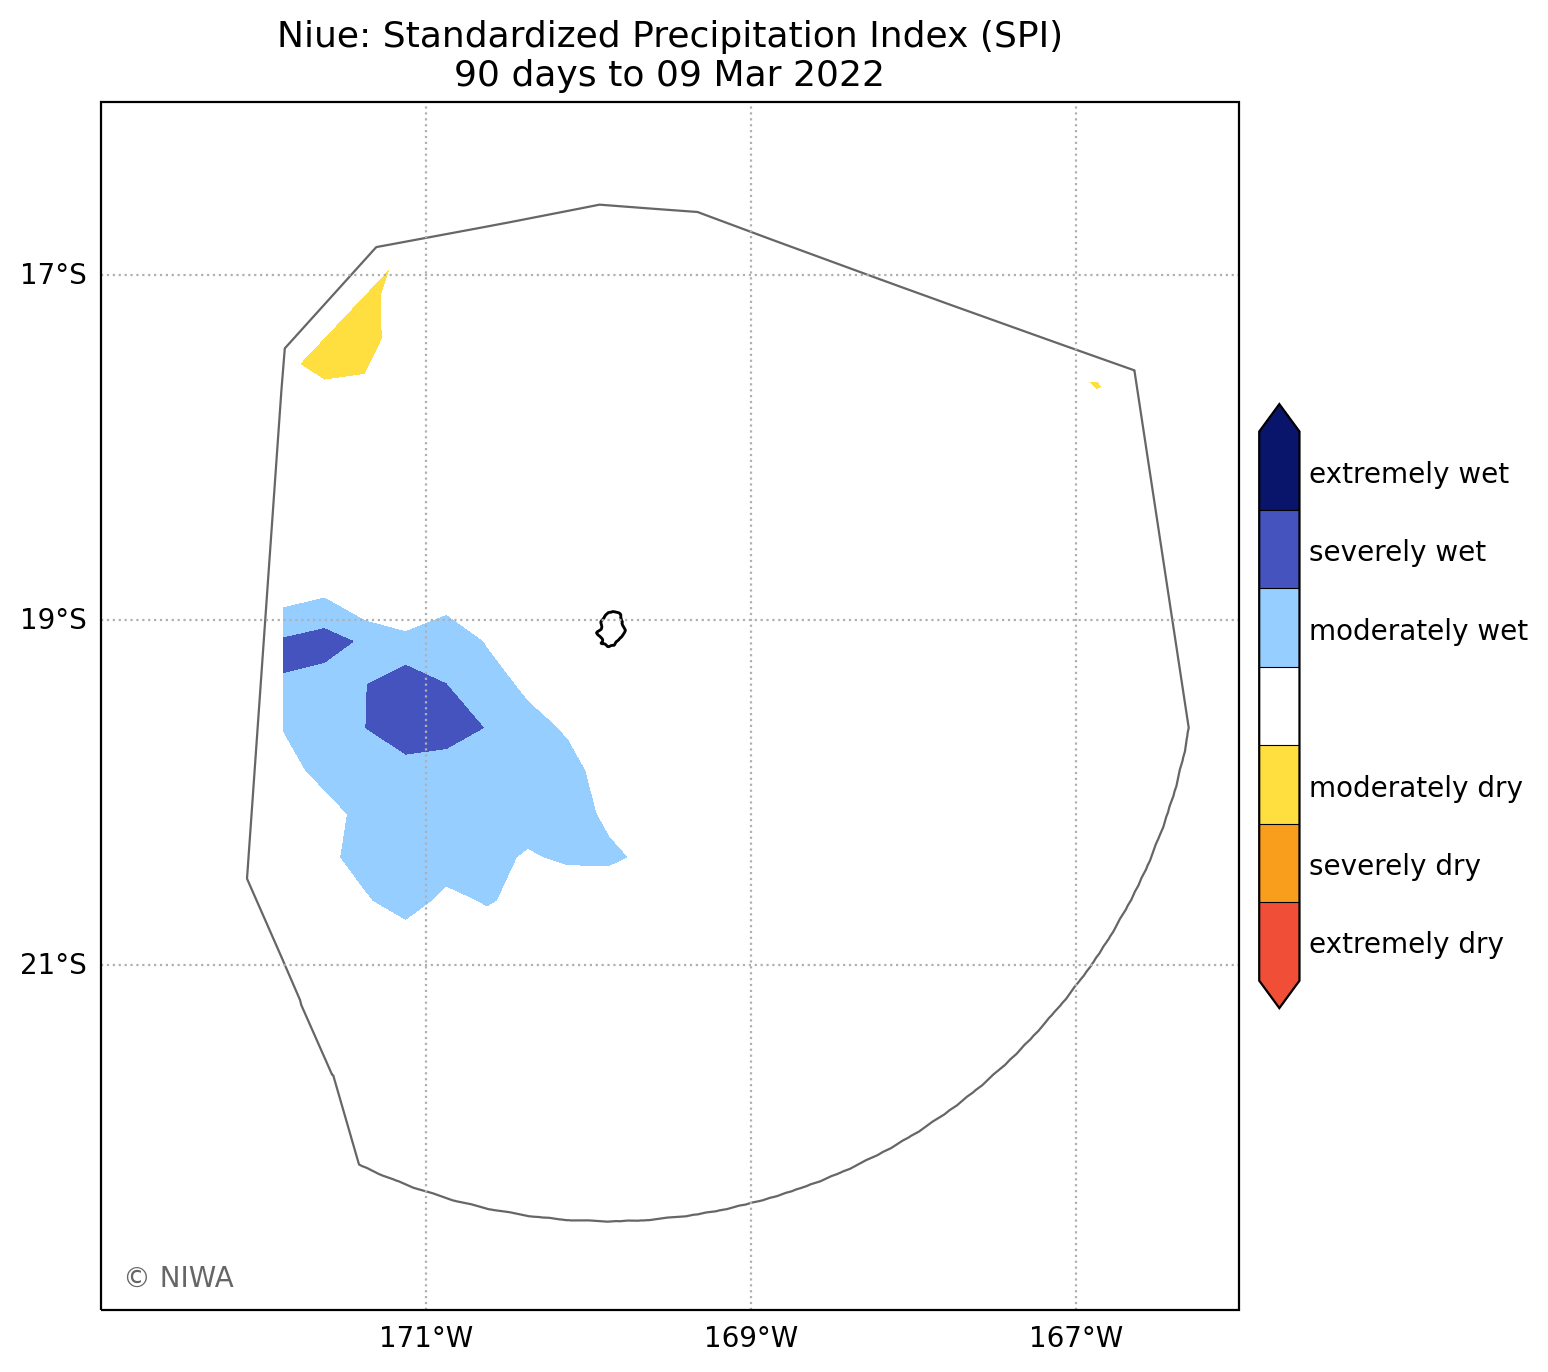 Niue: Standardized Precipitation Index (SPI)
90 days to 09 Mar 2022
17°S
19°S
21°S
171°W
169°W
167°W
extremely wet
severely wet
moderately wet
moderately dry
severely dry
extremely dry
© NIWA